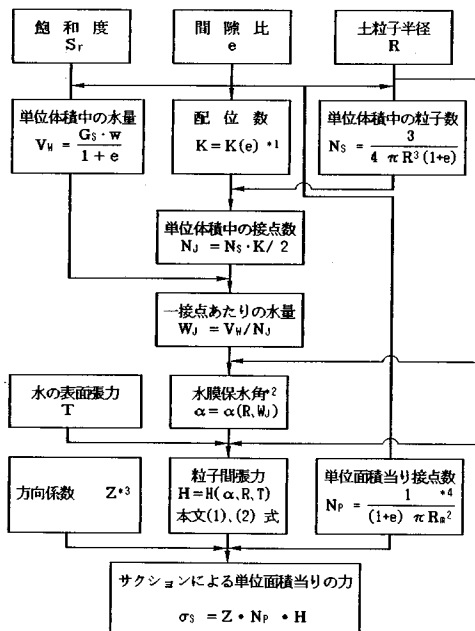 飽和度
Sr
間隙比
e
土粒子半径
R
単位体積中の水量
Vw = Gs・w / 1 + e
配位数
K = K(e) *1
単位体積中の粒子数
Ns = 3 / 4 πR³(1+e)
単位体積中の接点数
NJ = Ns・K / 2
一接点あたりの水量
WJ = Vw / NJ
水の表面張力
T
水膜保水角*2
α = α(R, WJ)
方向係数 Z*3
粒子間張力
H = H(α, R, T)
本文(1)、(2) 式
単位面積当り接点数
NP = 1 / (1+e) πRm² *4
サクションによる単位面積当りの力
σs = Z・NP・H